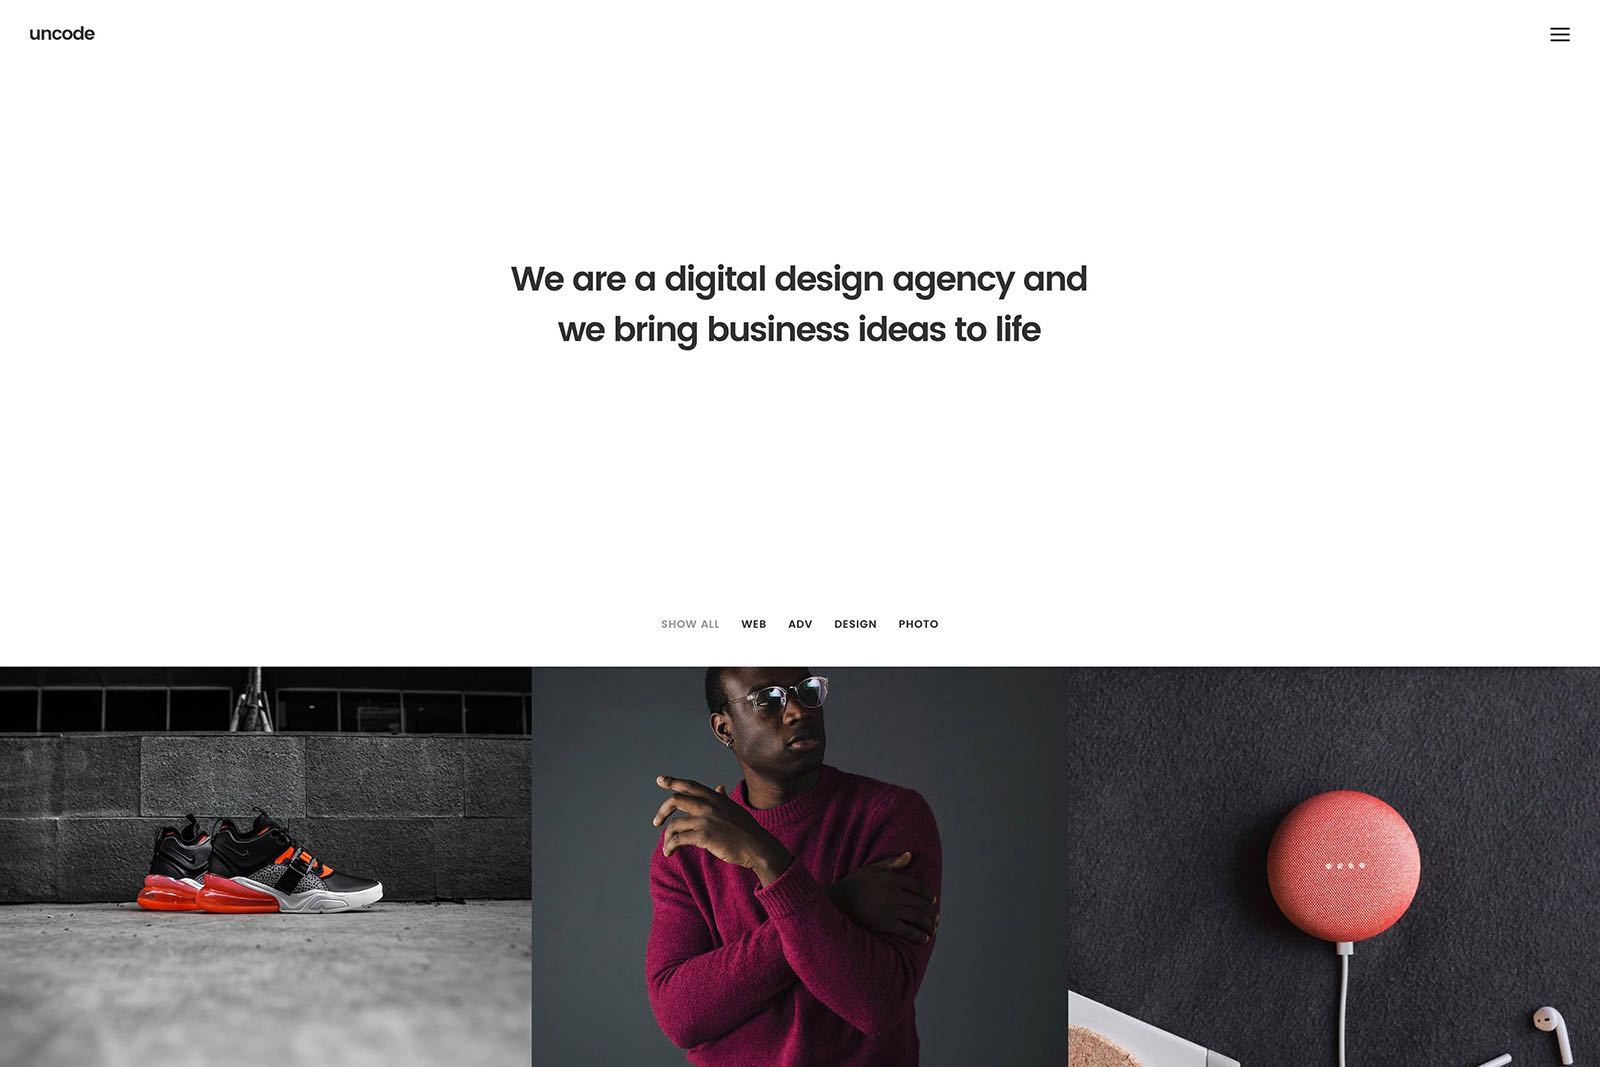 uncode
We are a digital design agency and
we bring business ideas to life
SHOW ALL WEB ADV DESIGN PHOTO